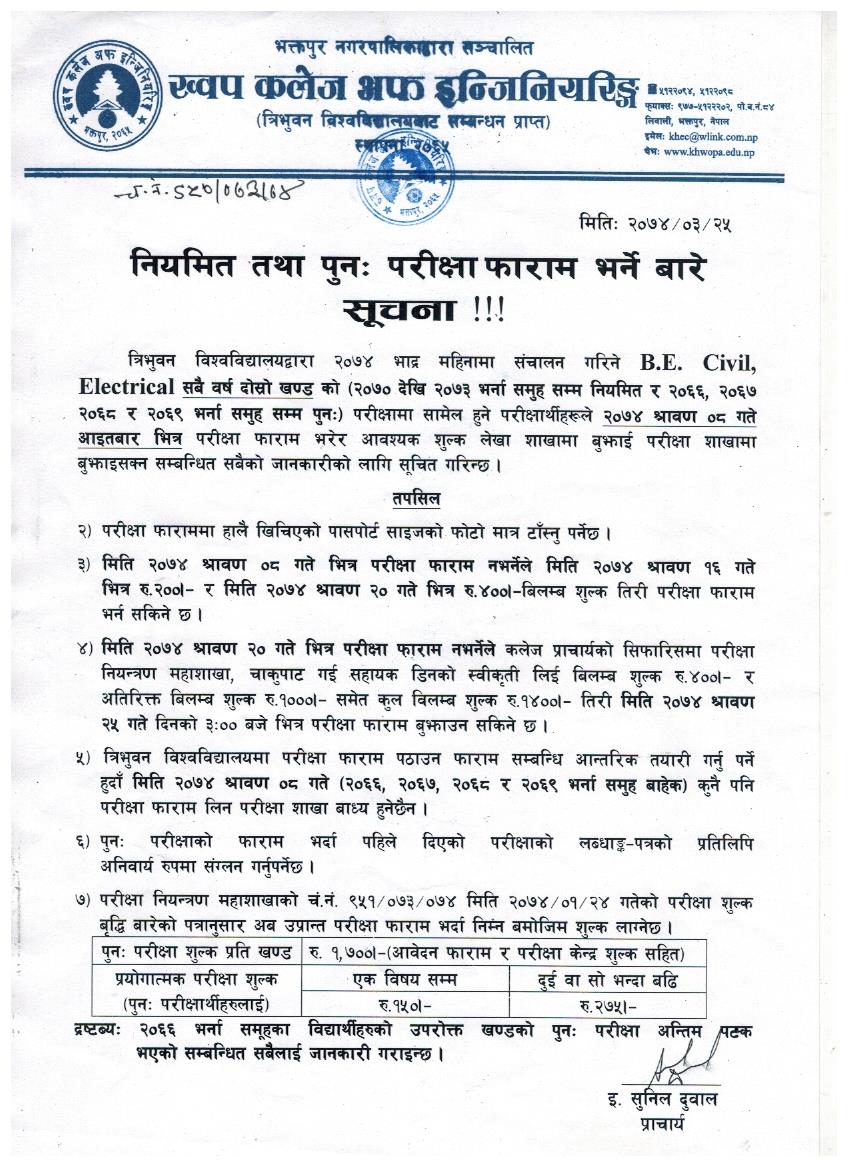 भक्तपुर नगरपालिकाद्वारा सञ्चालित
ख्वप कलेज अफ इन्जिनियरिङ्ग
(त्रिभुवन विश्वविद्यालयबाट सम्बन्धन प्राप्त)
स्थापना २०६५
ख्वप कलेज अफ इन्जिनियरिङ्ग
भक्तपुर, २०६५
☎५१२२०९४, ५१२२०९८
फ्याक्सः ९७७-५१२२२०२, पो.ब.नं.८४
लिवाली, भक्तपुर, नेपाल
इमेलः khec@wlink.com.np
वेभः www.khwopa.edu.np
मितिः २०७४/०३/२५
नियमित तथा पुनः परीक्षा फाराम भर्ने बारे
सूचना !!!
त्रिभुवन विश्वविद्यालयद्वारा २०७४ भाद्र महिनामा संचालन गरिने B.E. Civil,
Electrical सबै वर्ष दोस्रो खण्ड को (२०७० देखि २०७३ भर्ना समुह सम्म नियमित र २०६६, २०६७
२०६८ र २०६९ भर्ना समुह सम्म पुनः) परीक्षामा सामेल हुने परीक्षार्थीहरूले २०७४ श्रावण ०८ गते
आइतबार भित्र परीक्षा फाराम भरेर आवश्यक शुल्क लेखा शाखामा बुझाई परीक्षा शाखामा
बुझाइसक्न सम्बन्धित सबैको जानकारीको लागि सूचित गरिन्छ ।
तपसिल
२) परीक्षा फाराममा हालै खिचिएको पासपोर्ट साइजको फोटो मात्र टाँस्नु पर्नेछ ।
३) मिति २०७४ श्रावण ०८ गते भित्र परीक्षा फाराम नभर्नेले मिति २०७४ श्रावण १६ गते
भित्र रु.२००।- र मिति २०७४ श्रावण २० गते भित्र रु.४००।-बिलम्ब शुल्क तिरी परीक्षा फाराम
भर्न सकिने छ ।
४) मिति २०७४ श्रावण २० गते भित्र परीक्षा फाराम नभर्नेले कलेज प्राचार्यको सिफारिसमा परीक्षा
नियन्त्रण महाशाखा, चाकुपाट गई सहायक डिनको स्वीकृती लिई बिलम्ब शुल्क रु.४००।- र
अतिरिक्त बिलम्ब शुल्क रु.१०००।- समेत कुल विलम्ब शुल्क रु.१४००।- तिरी मिति २०७४ श्रावण
२५ गते दिनको ३:०० बजे भित्र परीक्षा फाराम बुझाउन सकिने छ ।
५) त्रिभुवन विश्वविद्यालयमा परीक्षा फाराम पठाउन फाराम सम्बन्धि आन्तरिक तयारी गर्नु पर्ने
हुदाँ मिति २०७४ श्रावण ०८ गते (२०६६, २०६७, २०६८ र २०६९ भर्ना समुह बाहेक) कुनै पनि
परीक्षा फाराम लिन परीक्षा शाखा बाध्य हुनेछैन ।
६) पुनः परीक्षाको फाराम भर्दा पहिले दिएको परीक्षाको लब्धाङ्क-पत्रको प्रतिलिपि
अनिवार्य रुपमा संग्लन गर्नुपर्नेछ ।
७) परीक्षा नियन्त्रण महाशाखाको चं.नं. ९५१/०७३/०७४ मिति २०७४/०१/२४ गतेको परीक्षा शुल्क
बृद्धि बारेको पत्रानुसार अब उप्रान्त परीक्षा फाराम भर्दा निम्न बमोजिम शुल्क लाग्नेछ ।
पुनः परीक्षा शुल्क प्रति खण्ड रु. १,७००।-(आवेदन फाराम र परीक्षा केन्द्र शुल्क सहित)
प्रयोगात्मक परीक्षा शुल्क एक विषय सम्म दुई वा सो भन्दा बढि
(पुनः परीक्षार्थीहरुलाई) रु.१५०।- रु.२७५।-
द्रष्टब्यः २०६६ भर्ना समूहका विद्यार्थीहरुको उपरोक्त खण्डको पुनः परीक्षा अन्तिम पटक
भएको सम्बन्धित सबैलाई जानकारी गराइन्छ ।
इ. सुनिल दुवाल
प्राचार्य